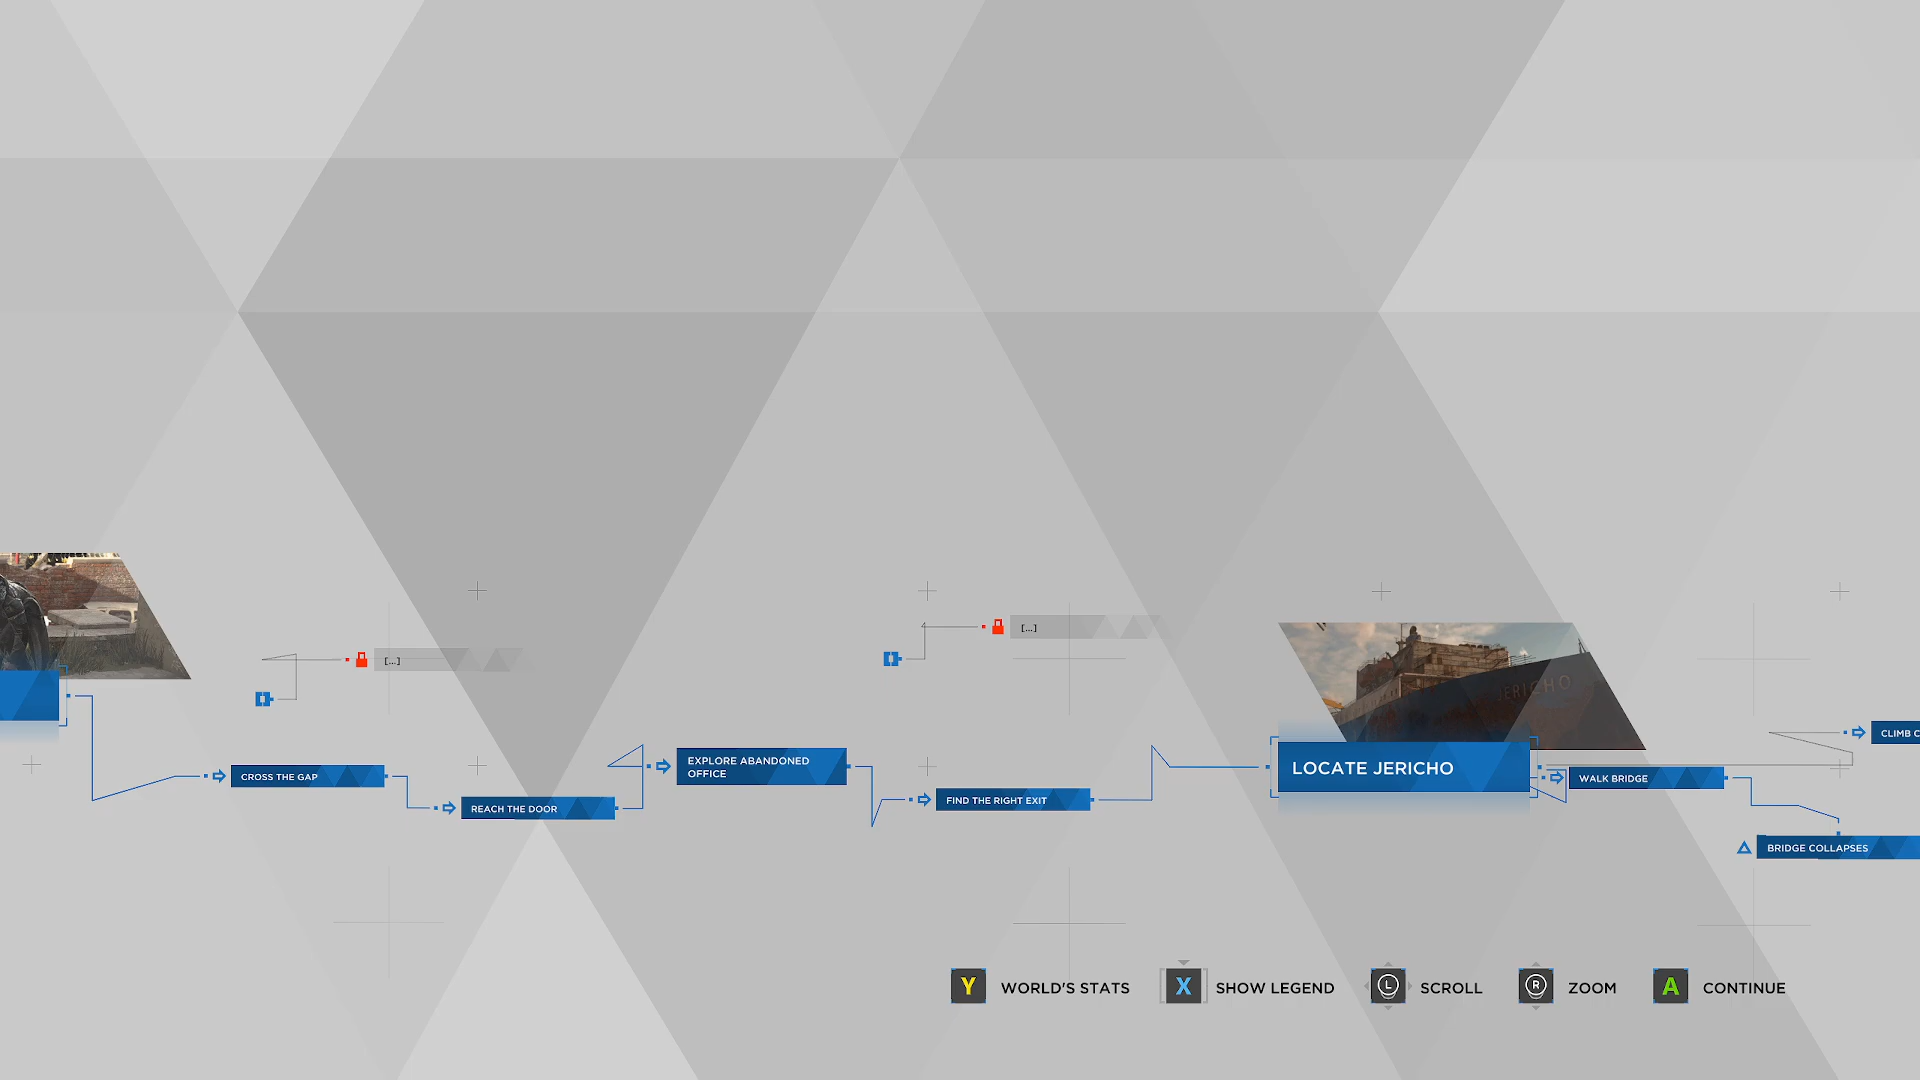 [...]
[...]
JERICHO
CLIMB C
EXPLORE ABANDONED
OFFICE
LOCATE JERICHO
CROSS THE GAP
WALK BRIDGE
REACH THE DOOR
FIND THE RIGHT EXIT
BRIDGE COLLAPSES
Y WORLD'S STATS X SHOW LEGEND L SCROLL R ZOOM A CONTINUE